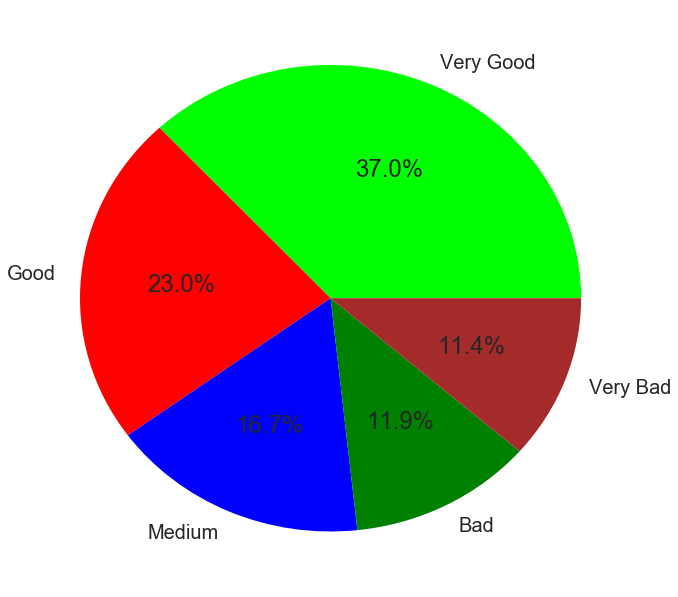 Very Good
37.0%
Good
23.0%
11.4%
Very Bad
16.7%
11.9%
Medium
Bad